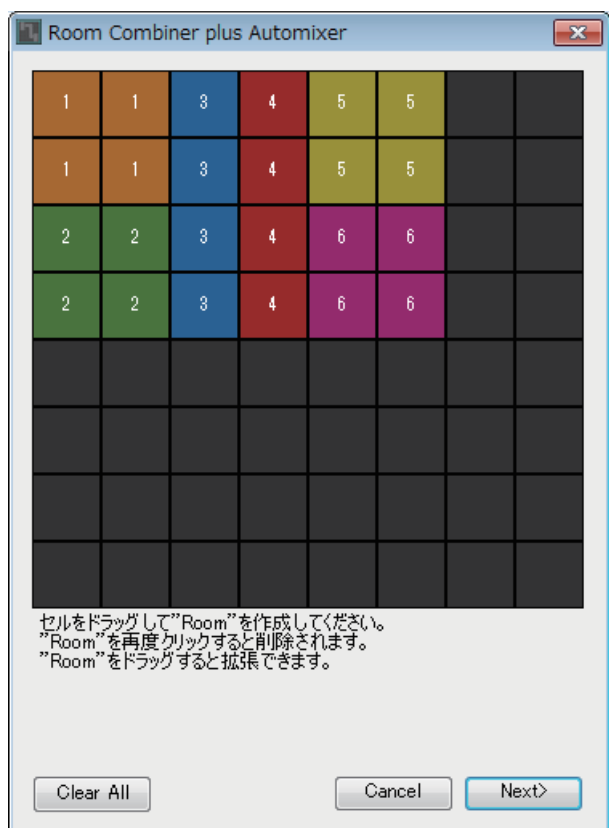 Room Combiner plus Automixer
1 1 3 4 5 5
1 1 3 4 5 5
2 2 3 4 6 6
2 2 3 4 6 6
セルをドラッグして”Room”を作成してください。
”Room”を再度クリックすると削除されます。
”Room”をドラッグすると拡張できます。
Clear All Cancel Next>